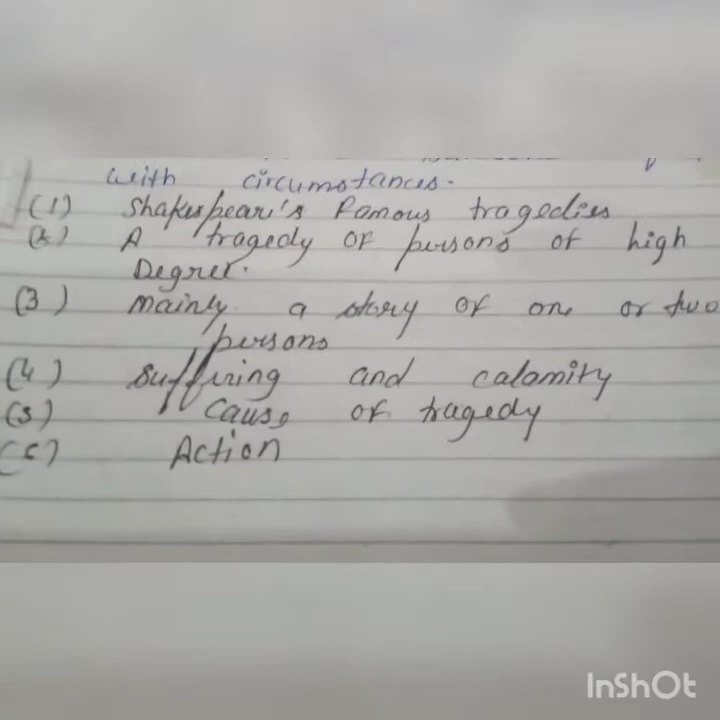 with circumstances.
(1) Shakespeare's Famous tragedies
(2) A tragedy of persons of high
Degree.
(3) mainly a story of one or two
persons
(4) Suffering and calamity
(5) Cause of tragedy
(6) Action
InShOt